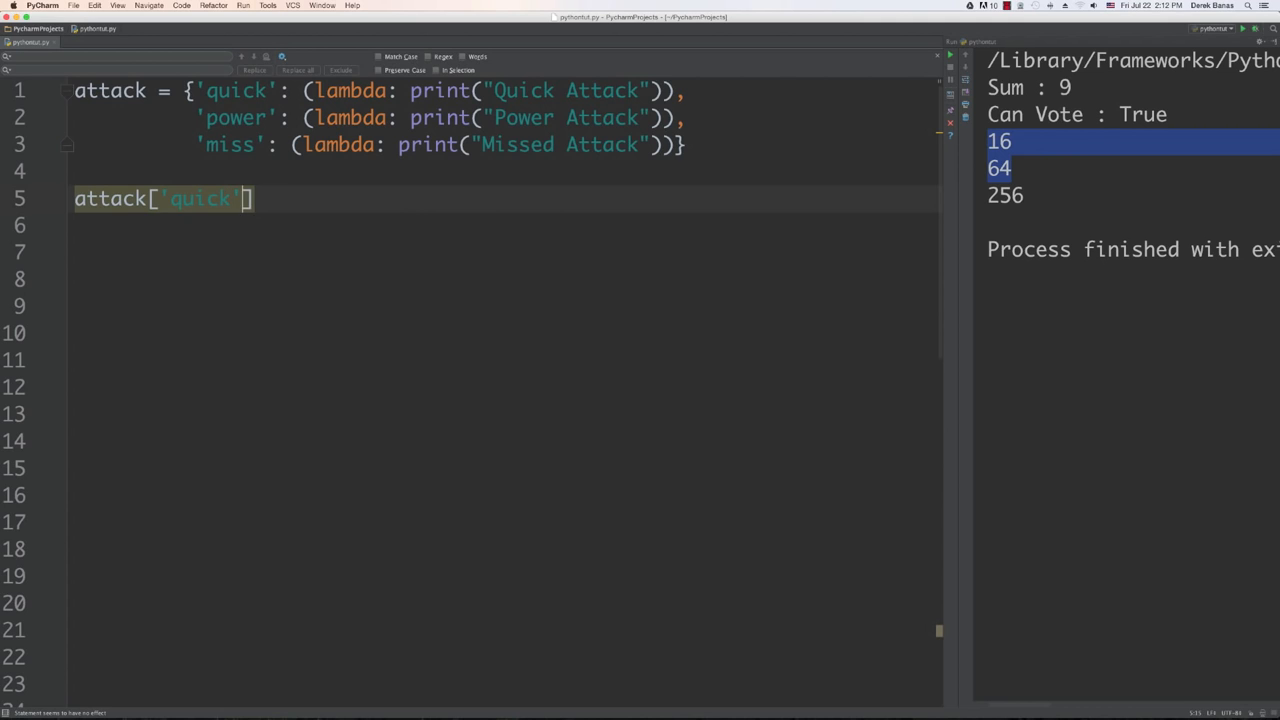 PyCharm File Edit View Navigate Code Refactor Run Tools VCS Window Help
10 Fri Jul 22 2:12 PM Derek Banas
pythontut.py - PycharmProjects - [~/PycharmProjects]
PycharmProjects pythontut.py
pythontut
pythontut.py
Run pythontut
Match Case Regex Words
Replace Replace all Exclude Preserve Case In Selection
1 attack = {'quick': (lambda: print("Quick Attack")),
2 'power': (lambda: print("Power Attack")),
3 'miss': (lambda: print("Missed Attack"))}
4
5 attack['quick']
6
7
8
9
10
11
12
13
14
15
16
17
18
19
20
21
22
23
/Library/Frameworks/Pytho
Sum : 9
Can Vote : True
16
64
256
Process finished with ex
Statement seems to have no effect
5:15 LF UTF-8